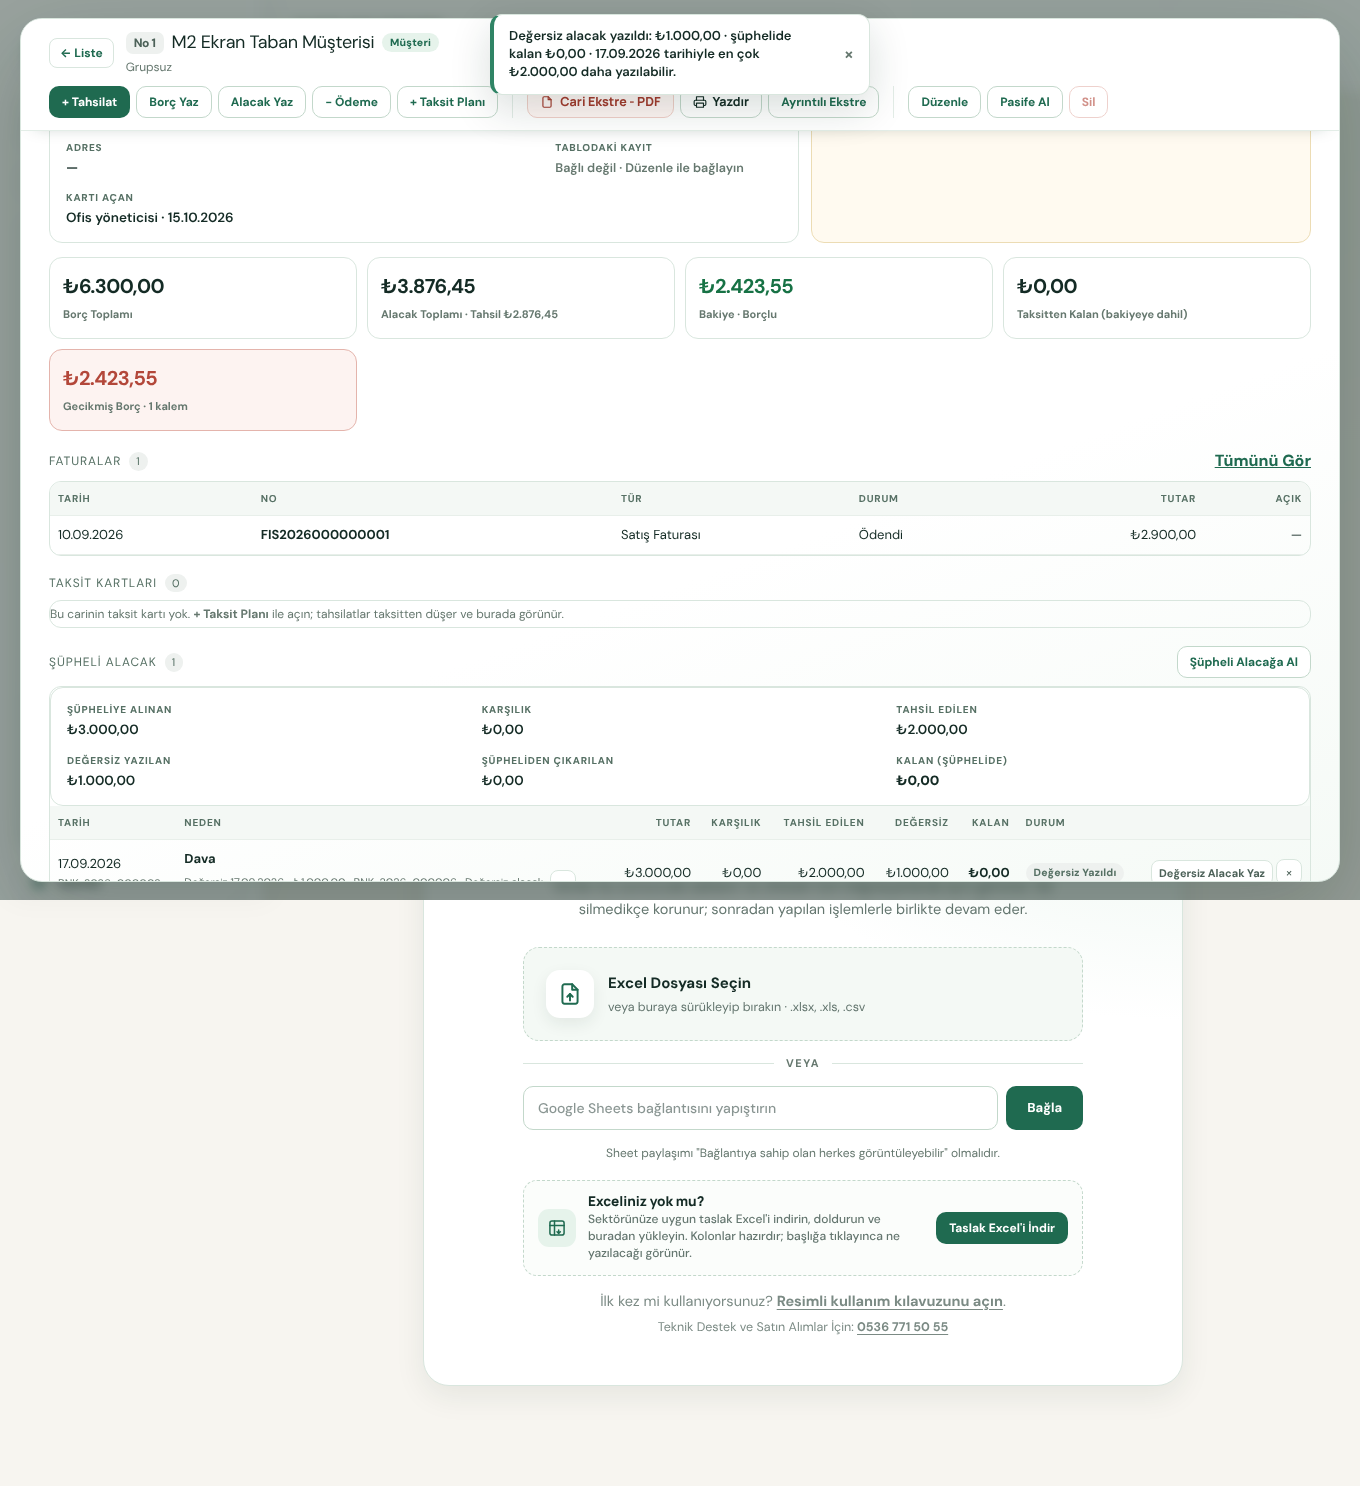 ← Liste
No 1 M2 Ekran Taban Müşterisi Müşteri
Grupsuz
Değersiz alacak yazıldı: ₺1.000,00 · şüphelide
kalan ₺0,00 · 17.09.2026 tarihiyle en çok
₺2.000,00 daha yazılabilir.
×
+ Tahsilat Borç Yaz Alacak Yaz - Ödeme + Taksit Planı Cari Ekstre - PDF Yazdır Ayrıntılı Ekstre Düzenle Pasife Al Sil
ADRES
—
TABLODAKİ KAYIT
Bağlı değil · Düzenle ile bağlayın
KARTI AÇAN
Ofis yöneticisi · 15.10.2026
₺6.300,00
Borç Toplamı
₺3.876,45
Alacak Toplamı · Tahsil ₺2.876,45
₺2.423,55
Bakiye · Borçlu
₺0,00
Taksitten Kalan (bakiyeye dahil)
₺2.423,55
Gecikmiş Borç · 1 kalem
FATURALAR 1
Tümünü Gör
TARİH NO TÜR DURUM TUTAR AÇIK
10.09.2026 FIS2026000000001 Satış Faturası Ödendi ₺2.900,00 —
TAKSİT KARTLARI 0
Bu carinin taksit kartı yok. + Taksit Planı ile açın; tahsilatlar taksitten düşer ve burada görünür.
ŞÜPHELİ ALACAK 1
Şüpheli Alacağa Al
ŞÜPHELİYE ALINAN
₺3.000,00
KARŞILIK
₺0,00
TAHSİL EDİLEN
₺2.000,00
DEĞERSİZ YAZILAN
₺1.000,00
ŞÜPHELİDEN ÇIKARILAN
₺0,00
KALAN (ŞÜPHELİDE)
₺0,00
TARİH NEDEN TUTAR KARŞILIK TAHSİL EDİLEN DEĞERSİZ KALAN DURUM
17.09.2026 Dava ₺3.000,00 ₺0,00 ₺2.000,00 ₺1.000,00 ₺0,00 Değersiz Yazıldı Değersiz Alacak Yaz ×
silmedikçe korunur; sonradan yapılan işlemlerle birlikte devam eder.
Excel Dosyası Seçin
veya buraya sürükleyip bırakın · .xlsx, .xls, .csv
VEYA
Google Sheets bağlantısını yapıştırın
Bağla
Sheet paylaşımı "Bağlantıya sahip olan herkes görüntüleyebilir" olmalıdır.
Exceliniz yok mu?
Sektörünüze uygun taslak Excel'i indirin, doldurun ve
buradan yükleyin. Kolonlar hazırdır; başlığa tıklayınca ne
yazılacağı görünür.
Taslak Excel'i İndir
İlk kez mi kullanıyorsunuz? Resimli kullanım kılavuzunu açın.
Teknik Destek ve Satın Alımlar İçin: 0536 771 50 55